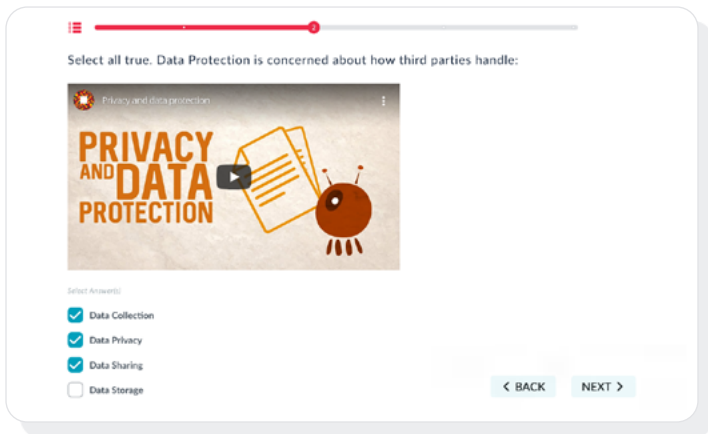 2
Select all true. Data Protection is concerned about how third parties handle:
Privacy and data protection
PRIVACY
AND DATA
PROTECTION
Select Answer(s)
Data Collection
Data Privacy
Data Sharing
Data Storage
< BACK
NEXT >